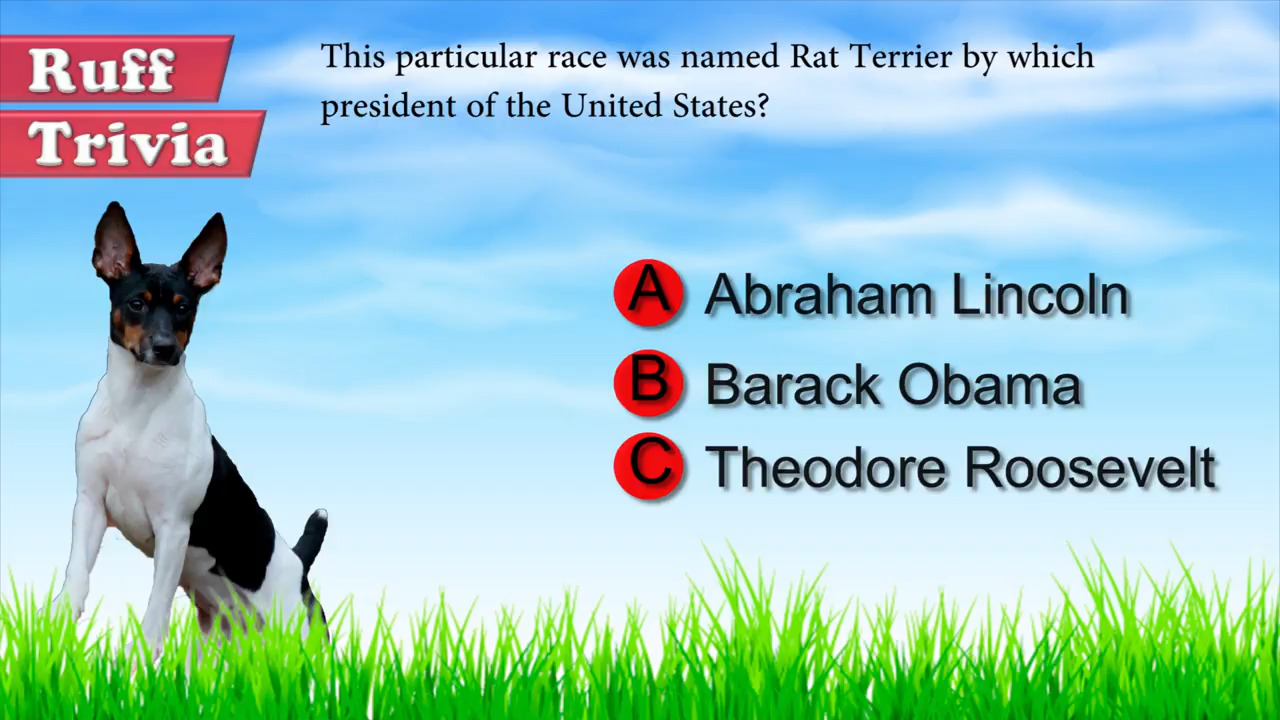 Ruff
Trivia
This particular race was named Rat Terrier by which
president of the United States?
A Abraham Lincoln
B Barack Obama
C Theodore Roosevelt